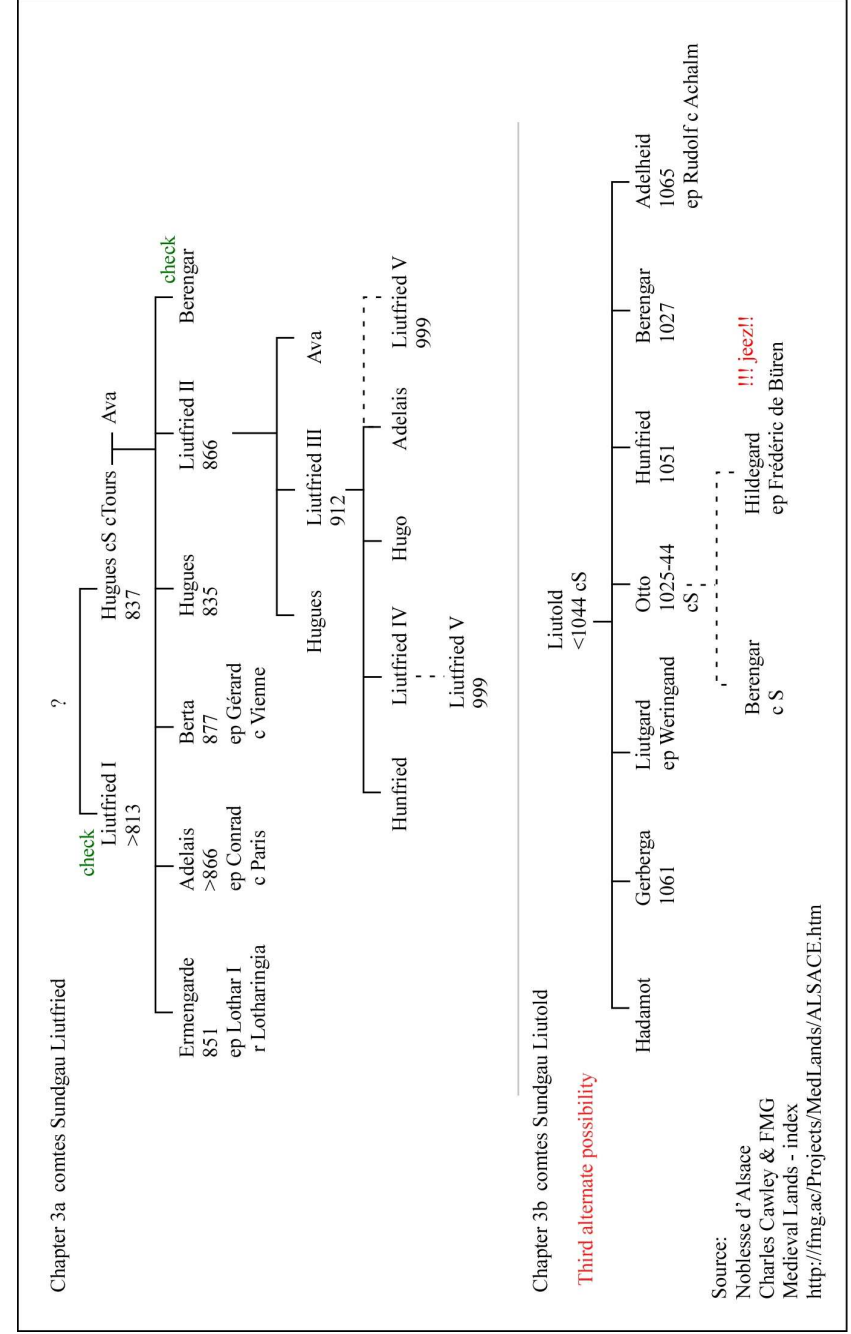 Chapter 3a  comtes Sundgau Liutfried
?
check
Liutfried I
>813
Hugues cS cTours
837
Ava
Ermengarde
851
ep Lothar I
r Lotharingia
Adelais
>866
ep Conrad
c Paris
Berta
877
ep Gérard
c Vienne
Hugues
835
Liutfried II
866
check
Berengar
Hugues
Liutfried III
912
Ava
Hunfried
Liutfried IV
Hugo
Adelais
Liutfried V
999
Liutfried V
999
Chapter 3b  comtes Sundgau Liutold
Third alternate possibility
Liutold
<1044 cS
Hadamot
Gerberga
1061
Liutgard
ep Weringand
Otto
1025-44
cS
Hunfried
1051
Berengar
1027
Adelheid
1065
ep Rudolf c Achalm
Berengar
c S
Hildegard
ep Frédéric de Büren
!!! jeez!!
Source:
Noblesse d'Alsace
Charles Cawley & FMG
Medieval Lands - index
http://fmg.ac/Projects/MedLands/ALSACE.htm